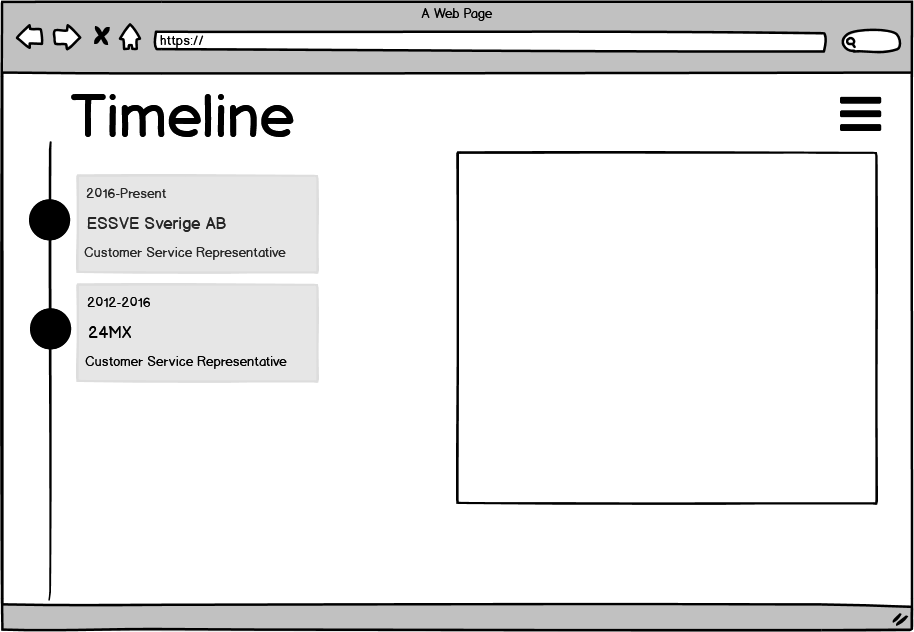 A Web Page
https://
Timeline
2016-Present
ESSVE Sverige AB
Customer Service Representative
2012-2016
24MX
Customer Service Representative